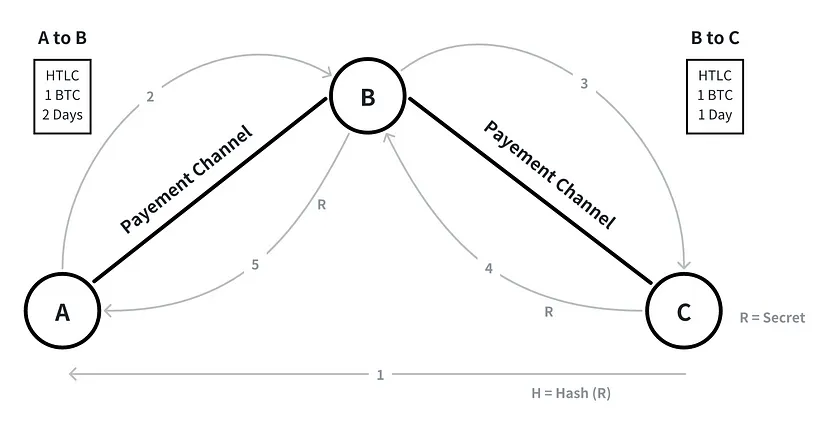 A to B
HTLC
1 BTC
2 Days
B to C
HTLC
1 BTC
1 Day
B
2
3
Payement Channel
Payement Channel
R
5
4
R
A
C
R = Secret
1
H = Hash (R)